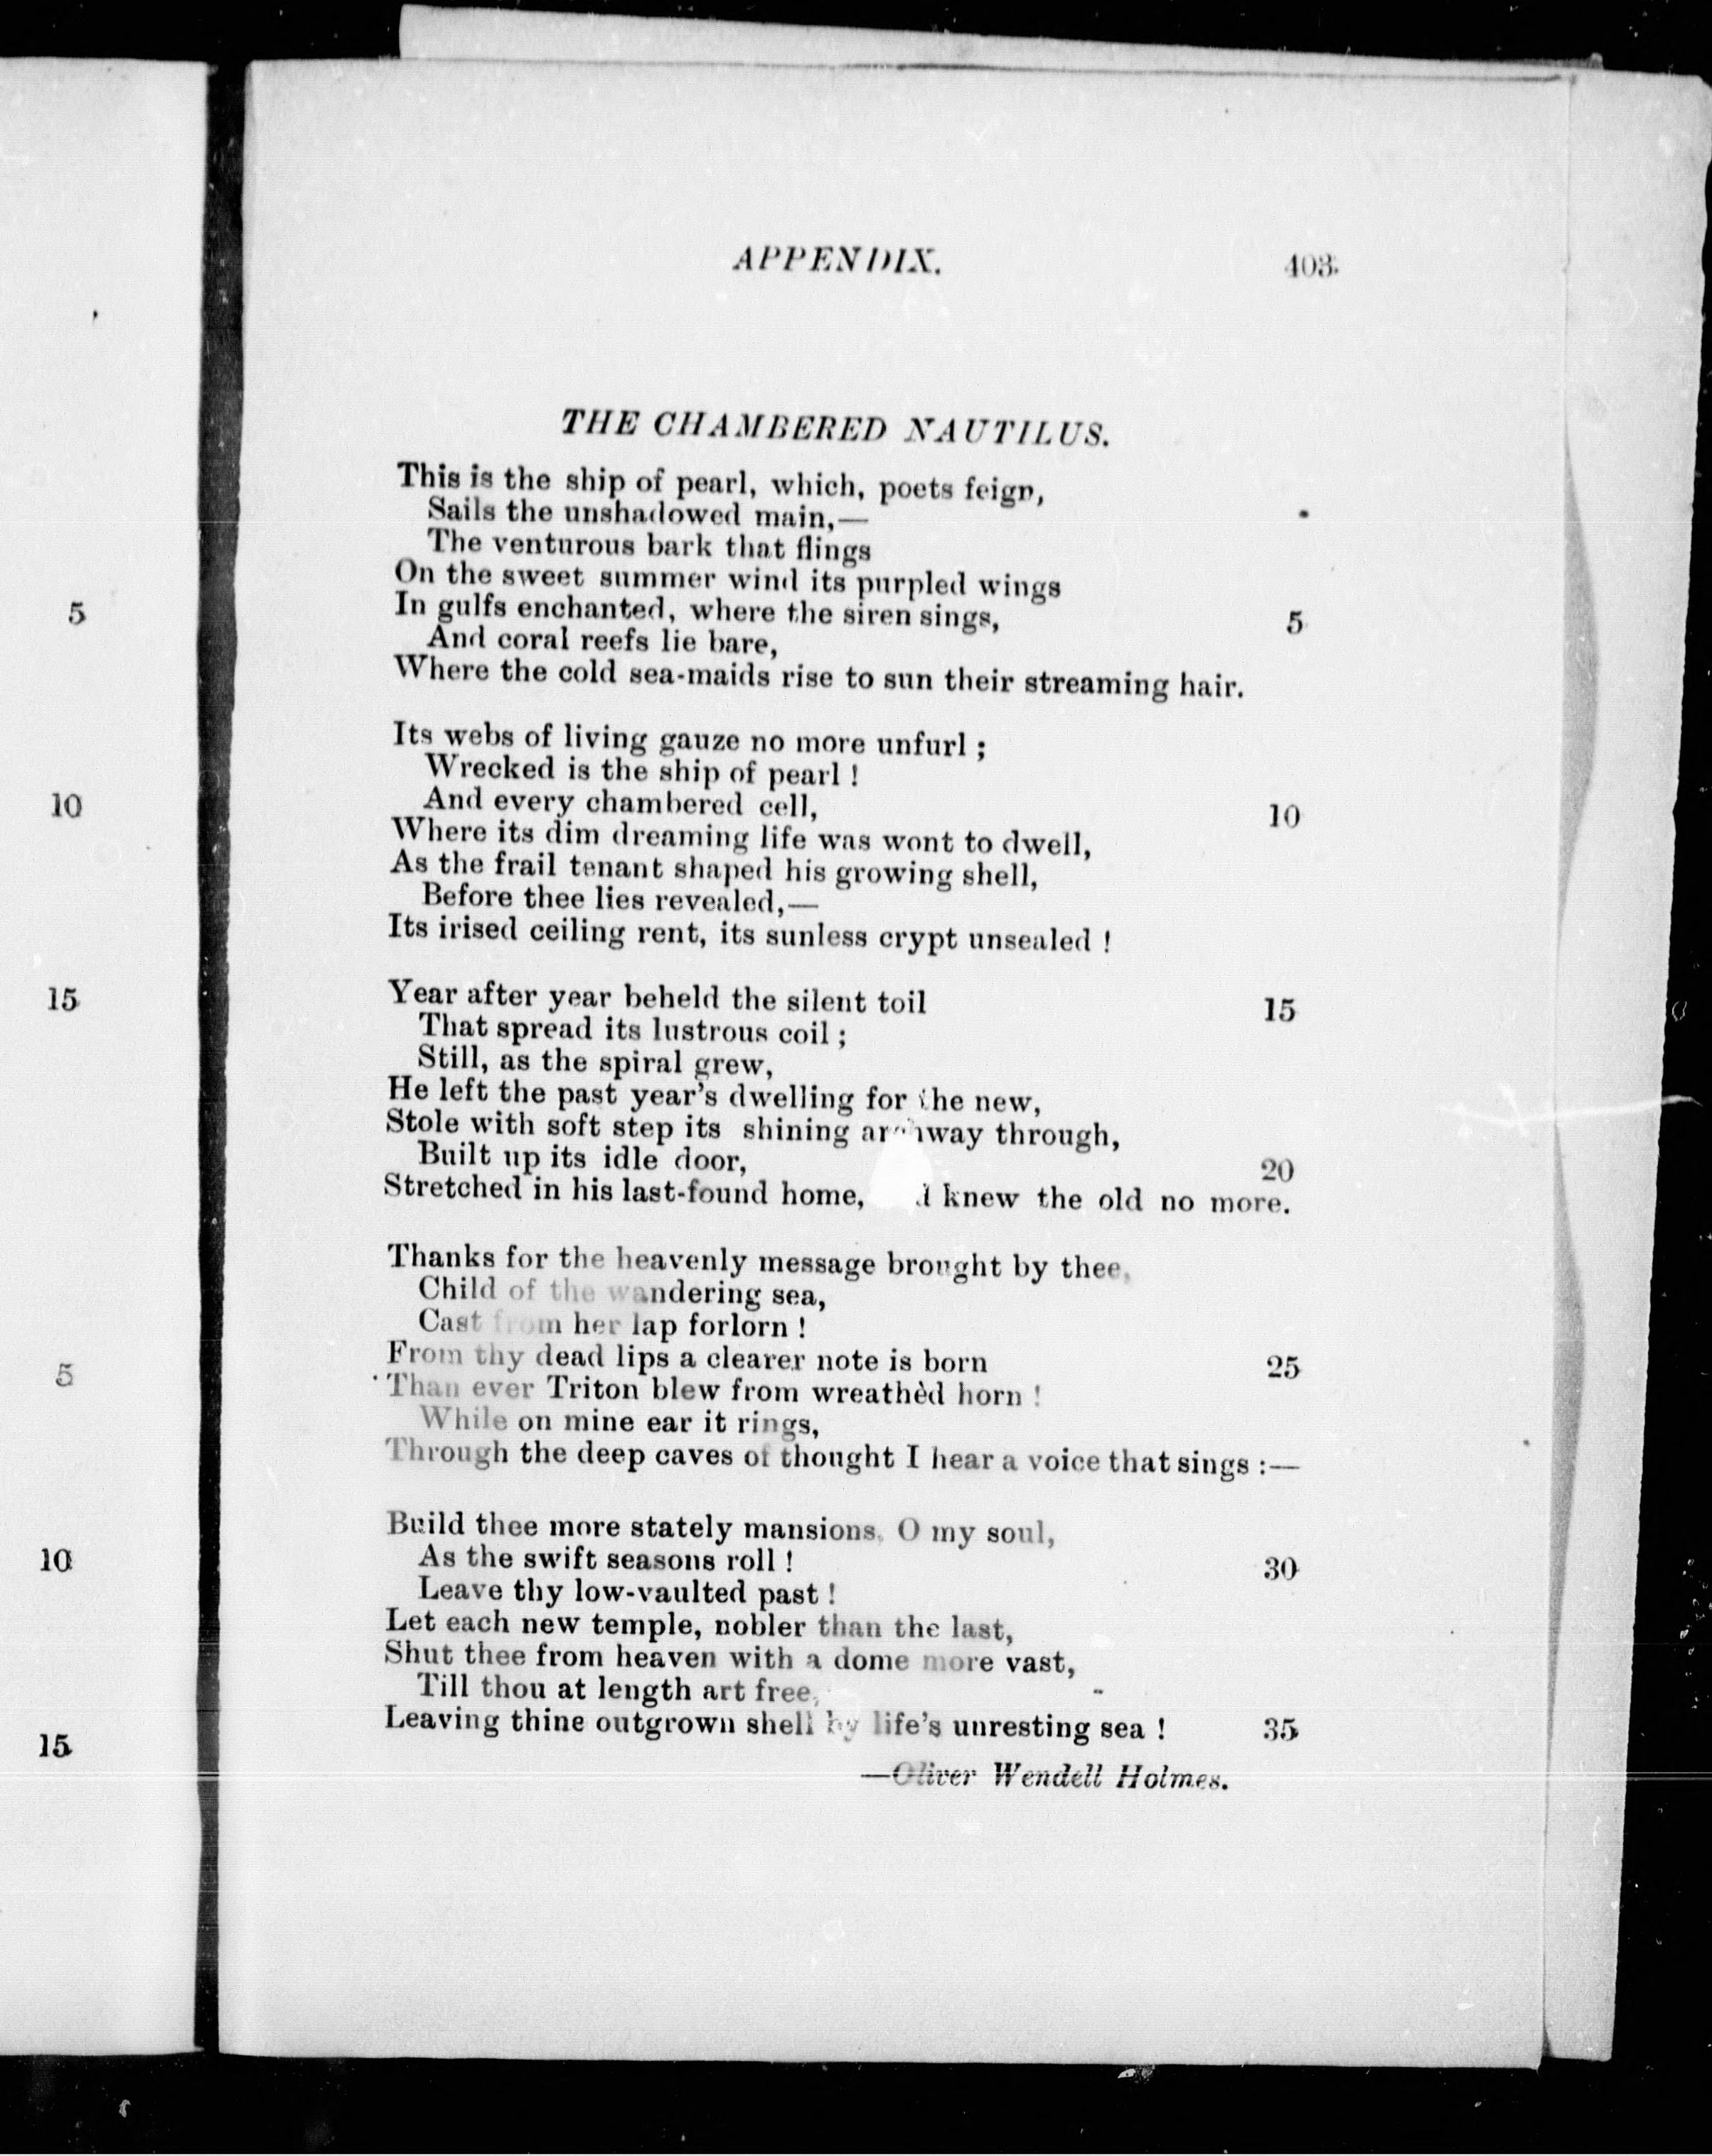 5
10
15
5
10
15
APPENDIX. 403
THE CHAMBERED NAUTILUS.
This is the ship of pearl, which, poets feign,
Sails the unshadowed main,—
The venturous bark that flings
On the sweet summer wind its purpled wings
In gulfs enchanted, where the siren sings, 5
And coral reefs lie bare,
Where the cold sea-maids rise to sun their streaming hair.
Its webs of living gauze no more unfurl ;
Wrecked is the ship of pearl !
And every chambered cell, 10
Where its dim dreaming life was wont to dwell,
As the frail tenant shaped his growing shell,
Before thee lies revealed,—
Its irised ceiling rent, its sunless crypt unsealed !
Year after year beheld the silent toil 15
That spread its lustrous coil ;
Still, as the spiral grew,
He left the past year's dwelling for the new,
Stole with soft step its shining archway through,
Built up its idle door, 20
Stretched in his last-found home, knew the old no more.
Thanks for the heavenly message brought by thee,
Child of the wandering sea,
Cast from her lap forlorn !
From thy dead lips a clearer note is born 25
Than ever Triton blew from wreathèd horn !
While on mine ear it rings,
Through the deep caves of thought I hear a voice that sings :—
Build thee more stately mansions, O my soul,
As the swift seasons roll ! 30
Leave thy low-vaulted past !
Let each new temple, nobler than the last,
Shut thee from heaven with a dome more vast,
Till thou at length art free,
Leaving thine outgrown shell by life's unresting sea ! 35
—Oliver Wendell Holmes.